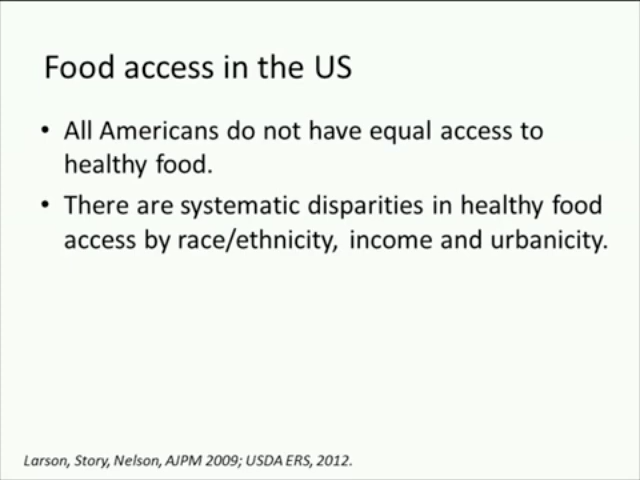 Food access in the US
• All Americans do not have equal access to
healthy food.
• There are systematic disparities in healthy food
access by race/ethnicity, income and urbanicity.
Larson, Story, Nelson, AJPM 2009; USDA ERS, 2012.